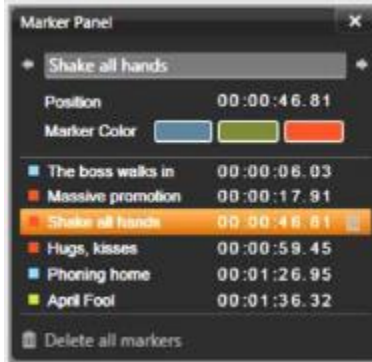 Marker Panel
Shake all hands
Position 00:00:46.81
Marker Color
The boss walks in 00:00:06.03
Massive promotion 00:00:17.91
Shake all hands 00:00:46.81
Hugs, kisses 00:00:59.45
Phoning home 00:01:26.95
April Fool 00:01:36.32
Delete all markers